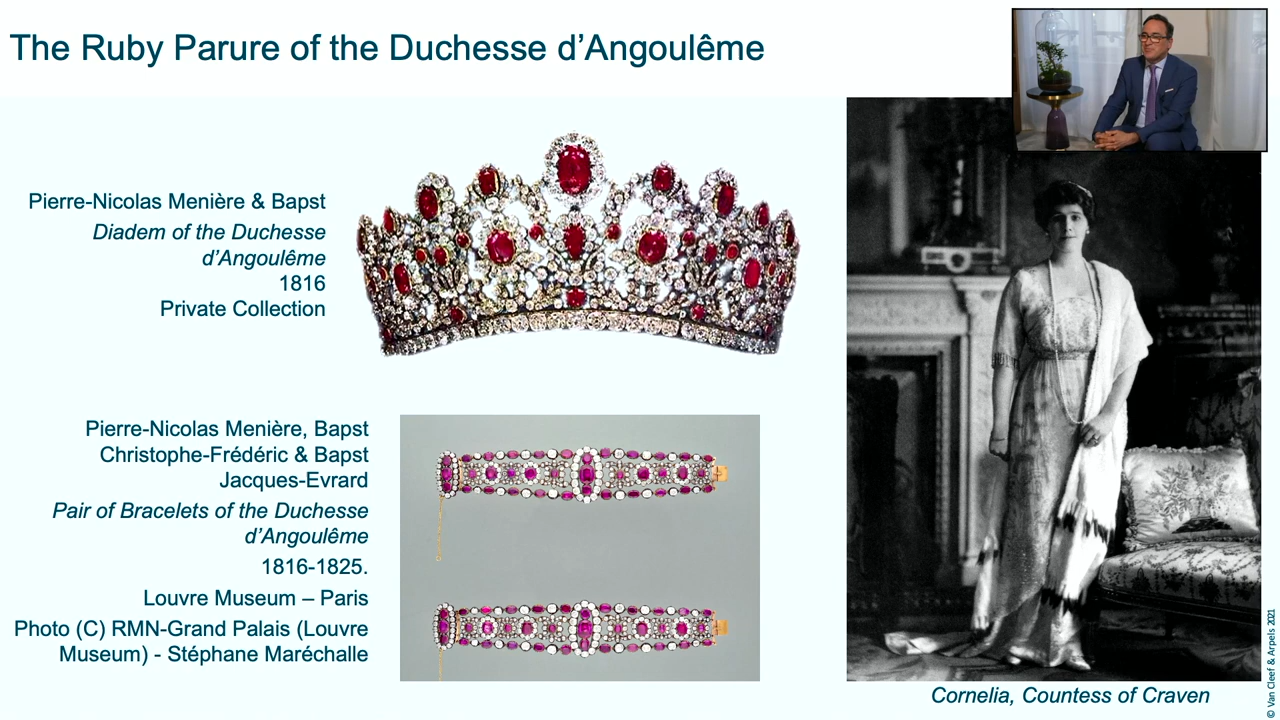 The Ruby Parure of the Duchesse d’Angoulême
Pierre-Nicolas Menière & Bapst
Diadem of the Duchesse
d’Angoulême
1816
Private Collection
Pierre-Nicolas Menière, Bapst
Christophe-Frédéric & Bapst
Jacques-Evrard
Pair of Bracelets of the Duchesse
d’Angoulême
1816-1825.
Louvre Museum – Paris
Photo (C) RMN-Grand Palais (Louvre
Museum) - Stéphane Maréchalle
Cornelia, Countess of Craven
© Van Cleef & Arpels 2021